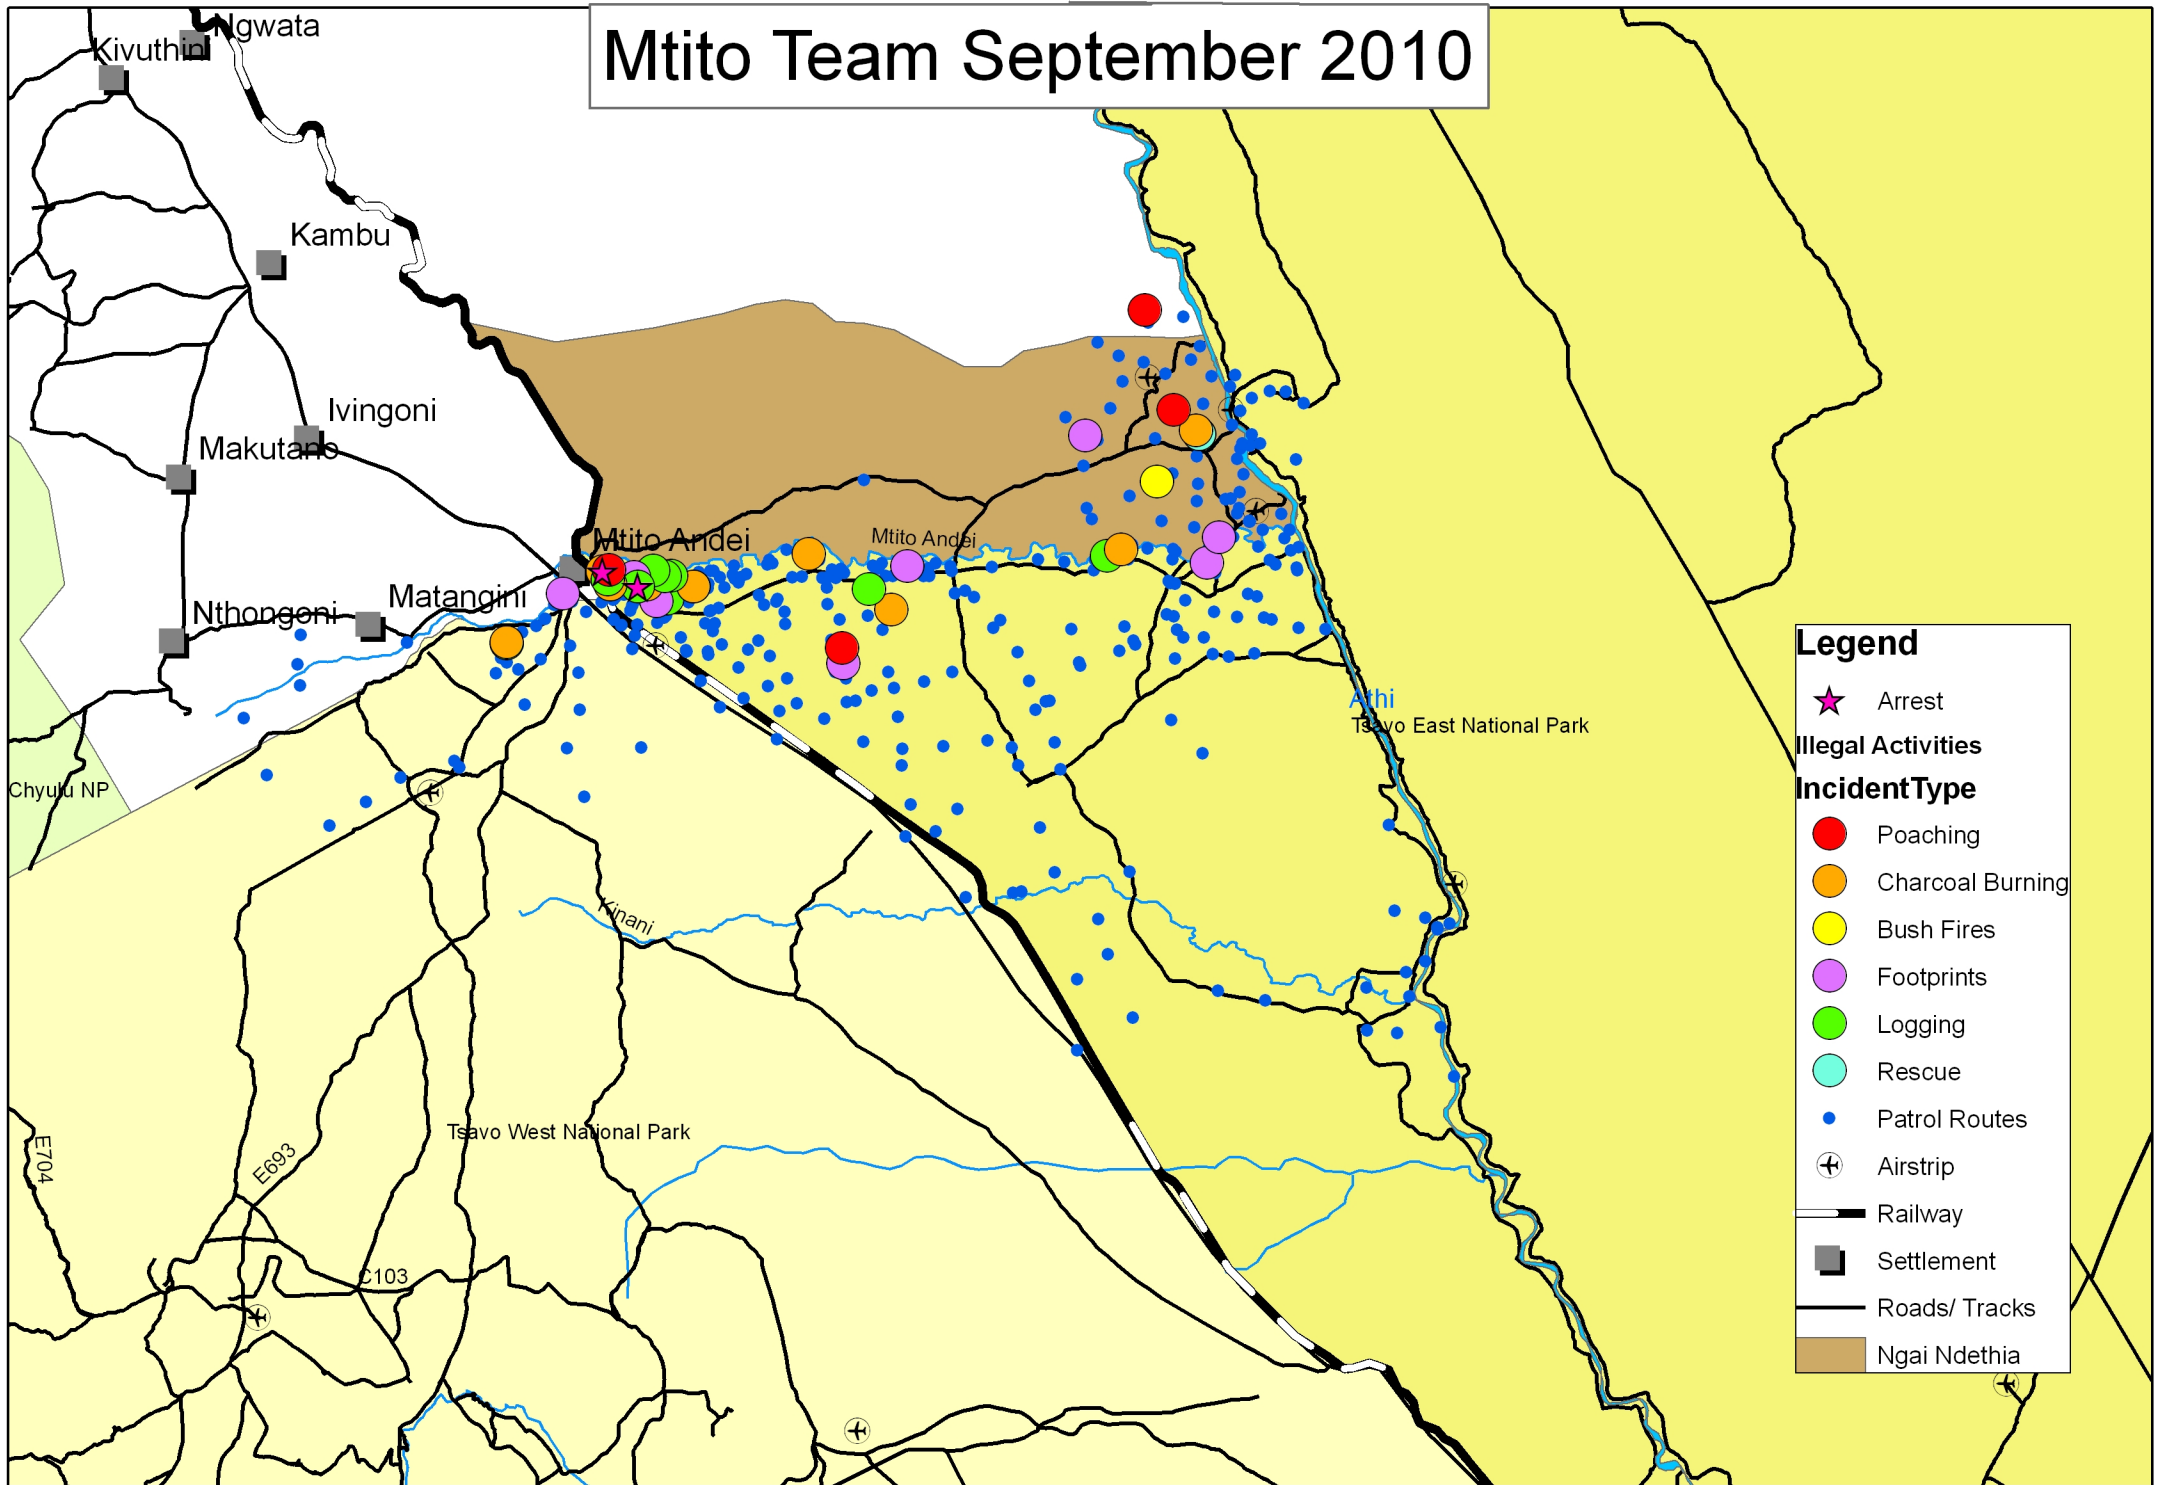 Mtito Team September 2010
Ngwata
Kivuthini
Kambu
Ivingoni
Makutano
Mtito Andei
Mtito Andei
Matangini
Nthongoni
Chyulu NP
Athi
Tsavo East National Park
Kinani
Tsavo West National Park
E704
E693
C103
Legend
Arrest
Illegal Activities
IncidentType
Poaching
Charcoal Burning
Bush Fires
Footprints
Logging
Rescue
Patrol Routes
Airstrip
Railway
Settlement
Roads/ Tracks
Ngai Ndethia